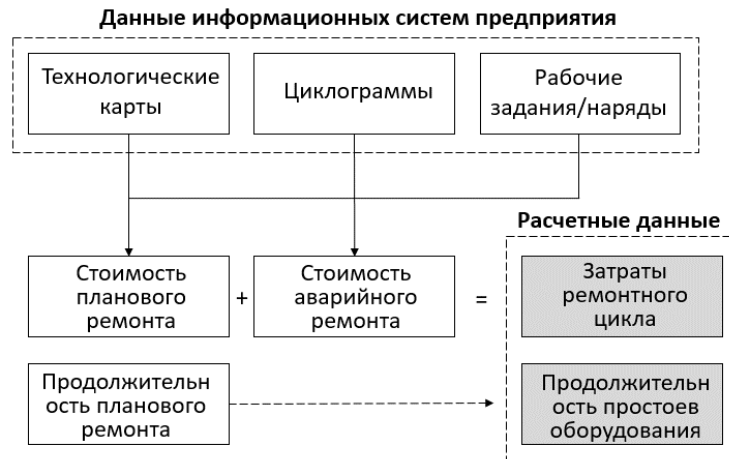 Данные информационных систем предприятия
Технологические
карты
Циклограммы
Рабочие
задания/наряды
Расчетные данные
Стоимость
планового
ремонта
+
Стоимость
аварийного
ремонта
=
Затраты
ремонтного
цикла
Продолжительн
ость планового
ремонта
Продолжительн
ость простоев
оборудования